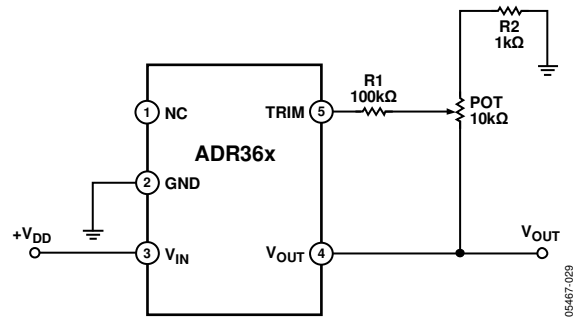 R2
1kΩ
R1
100kΩ
POT
10kΩ
1 NC
TRIM 5
ADR36x
2 GND
+VDD
3 VIN
VOUT 4
VOUT
05467-029